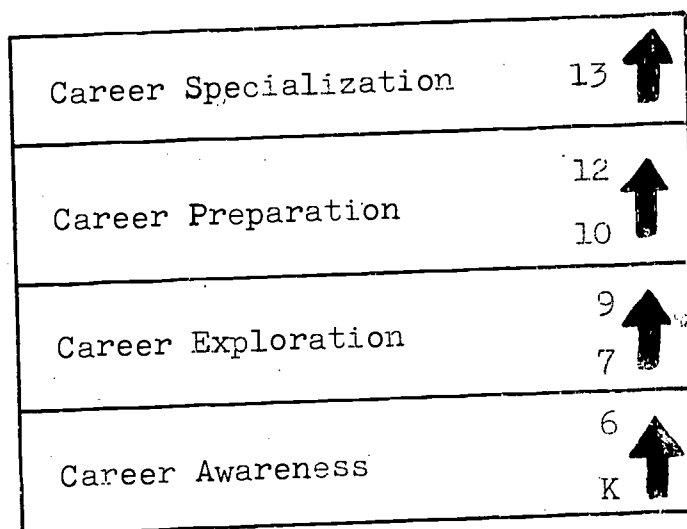 Career Specialization 13
12
Career Preparation
10
9
Career Exploration
7
6
Career Awareness
K